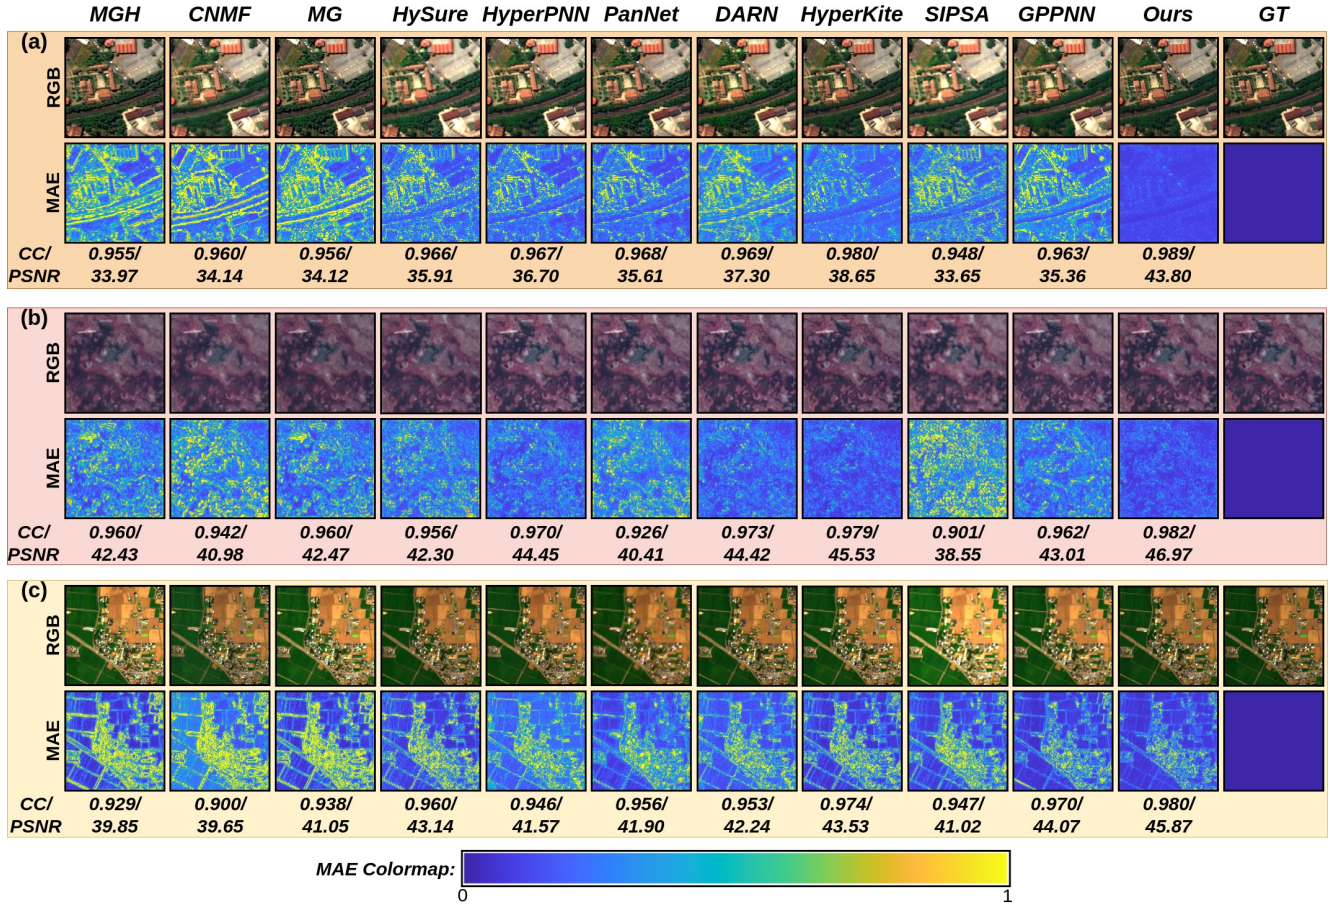 MGH CNMF MG HySure HyperPNN PanNet DARN HyperKite SIPSA GPPNN Ours GT
(a)
RGB
MAE
CC/ 0.955/ 0.960/ 0.956/ 0.966/ 0.967/ 0.968/ 0.969/ 0.980/ 0.948/ 0.963/ 0.989/
PSNR 33.97 34.14 34.12 35.91 36.70 35.61 37.30 38.65 33.65 35.36 43.80
(b)
RGB
MAE
CC/ 0.960/ 0.942/ 0.960/ 0.956/ 0.970/ 0.926/ 0.973/ 0.979/ 0.901/ 0.962/ 0.982/
PSNR 42.43 40.98 42.47 42.30 44.45 40.41 44.42 45.53 38.55 43.01 46.97
(c)
RGB
MAE
CC/ 0.929/ 0.900/ 0.938/ 0.960/ 0.946/ 0.956/ 0.953/ 0.974/ 0.947/ 0.970/ 0.980/
PSNR 39.85 39.65 41.05 43.14 41.57 41.90 42.24 43.53 41.02 44.07 45.87
MAE Colormap:
0 1